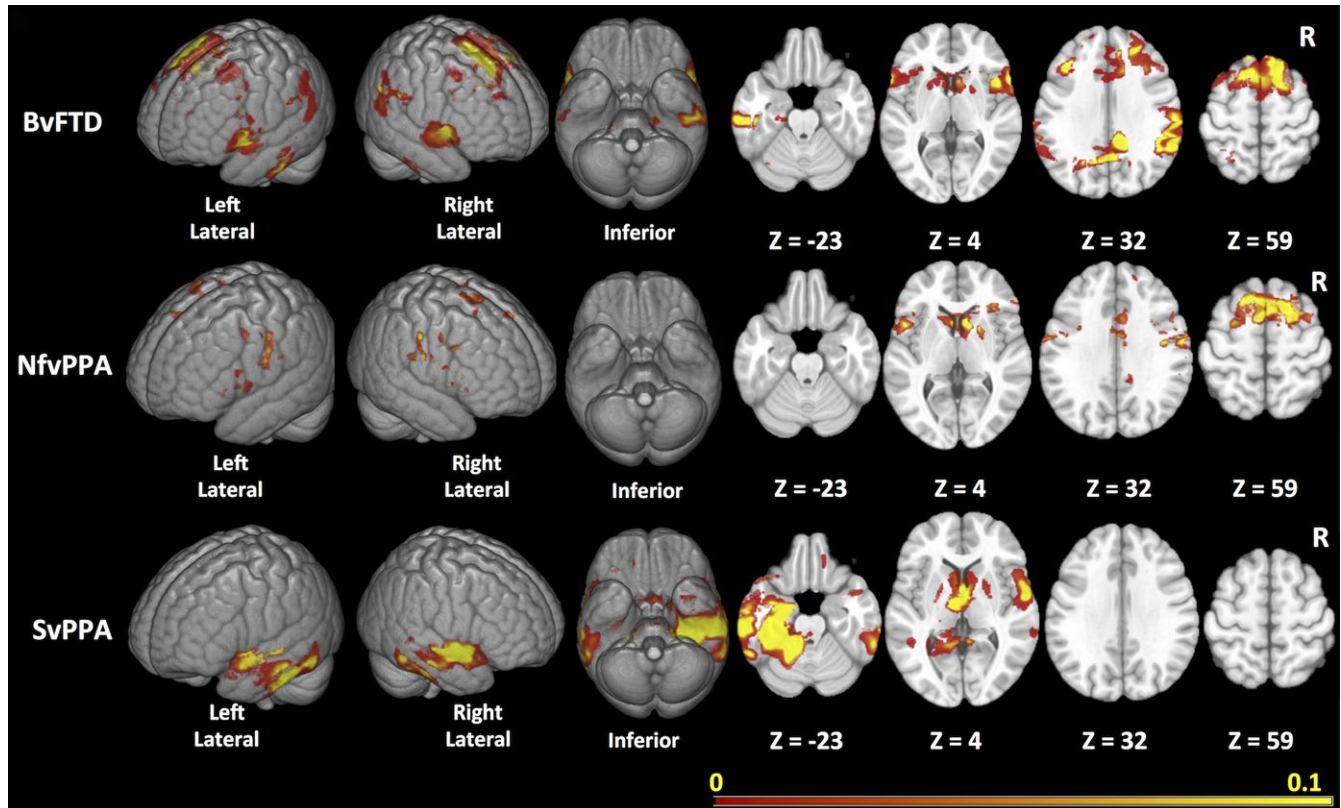 R
BvFTD
Left
Lateral
Right
Lateral
Inferior
Z = -23
Z = 4
Z = 32
Z = 59
R
NfvPPA
Left
Lateral
Right
Lateral
Inferior
Z = -23
Z = 4
Z = 32
Z = 59
R
SvPPA
Left
Lateral
Right
Lateral
Inferior
Z = -23
Z = 4
Z = 32
Z = 59
0
0.1